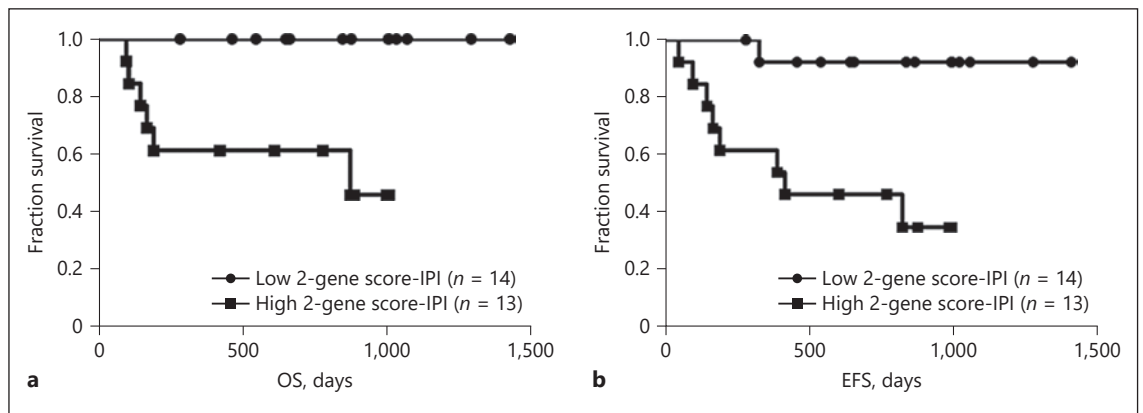 1.0
0.8
0.6
0.4
0.2
0
Fraction survival
Low 2-gene score-IPI (n = 14)
High 2-gene score-IPI (n = 13)
0 500 1,000 1,500
a
OS, days
1.0
0.8
0.6
0.4
0.2
0
Fraction survival
Low 2-gene score-IPI (n = 14)
High 2-gene score-IPI (n = 13)
0 500 1,000 1,500
b
EFS, days